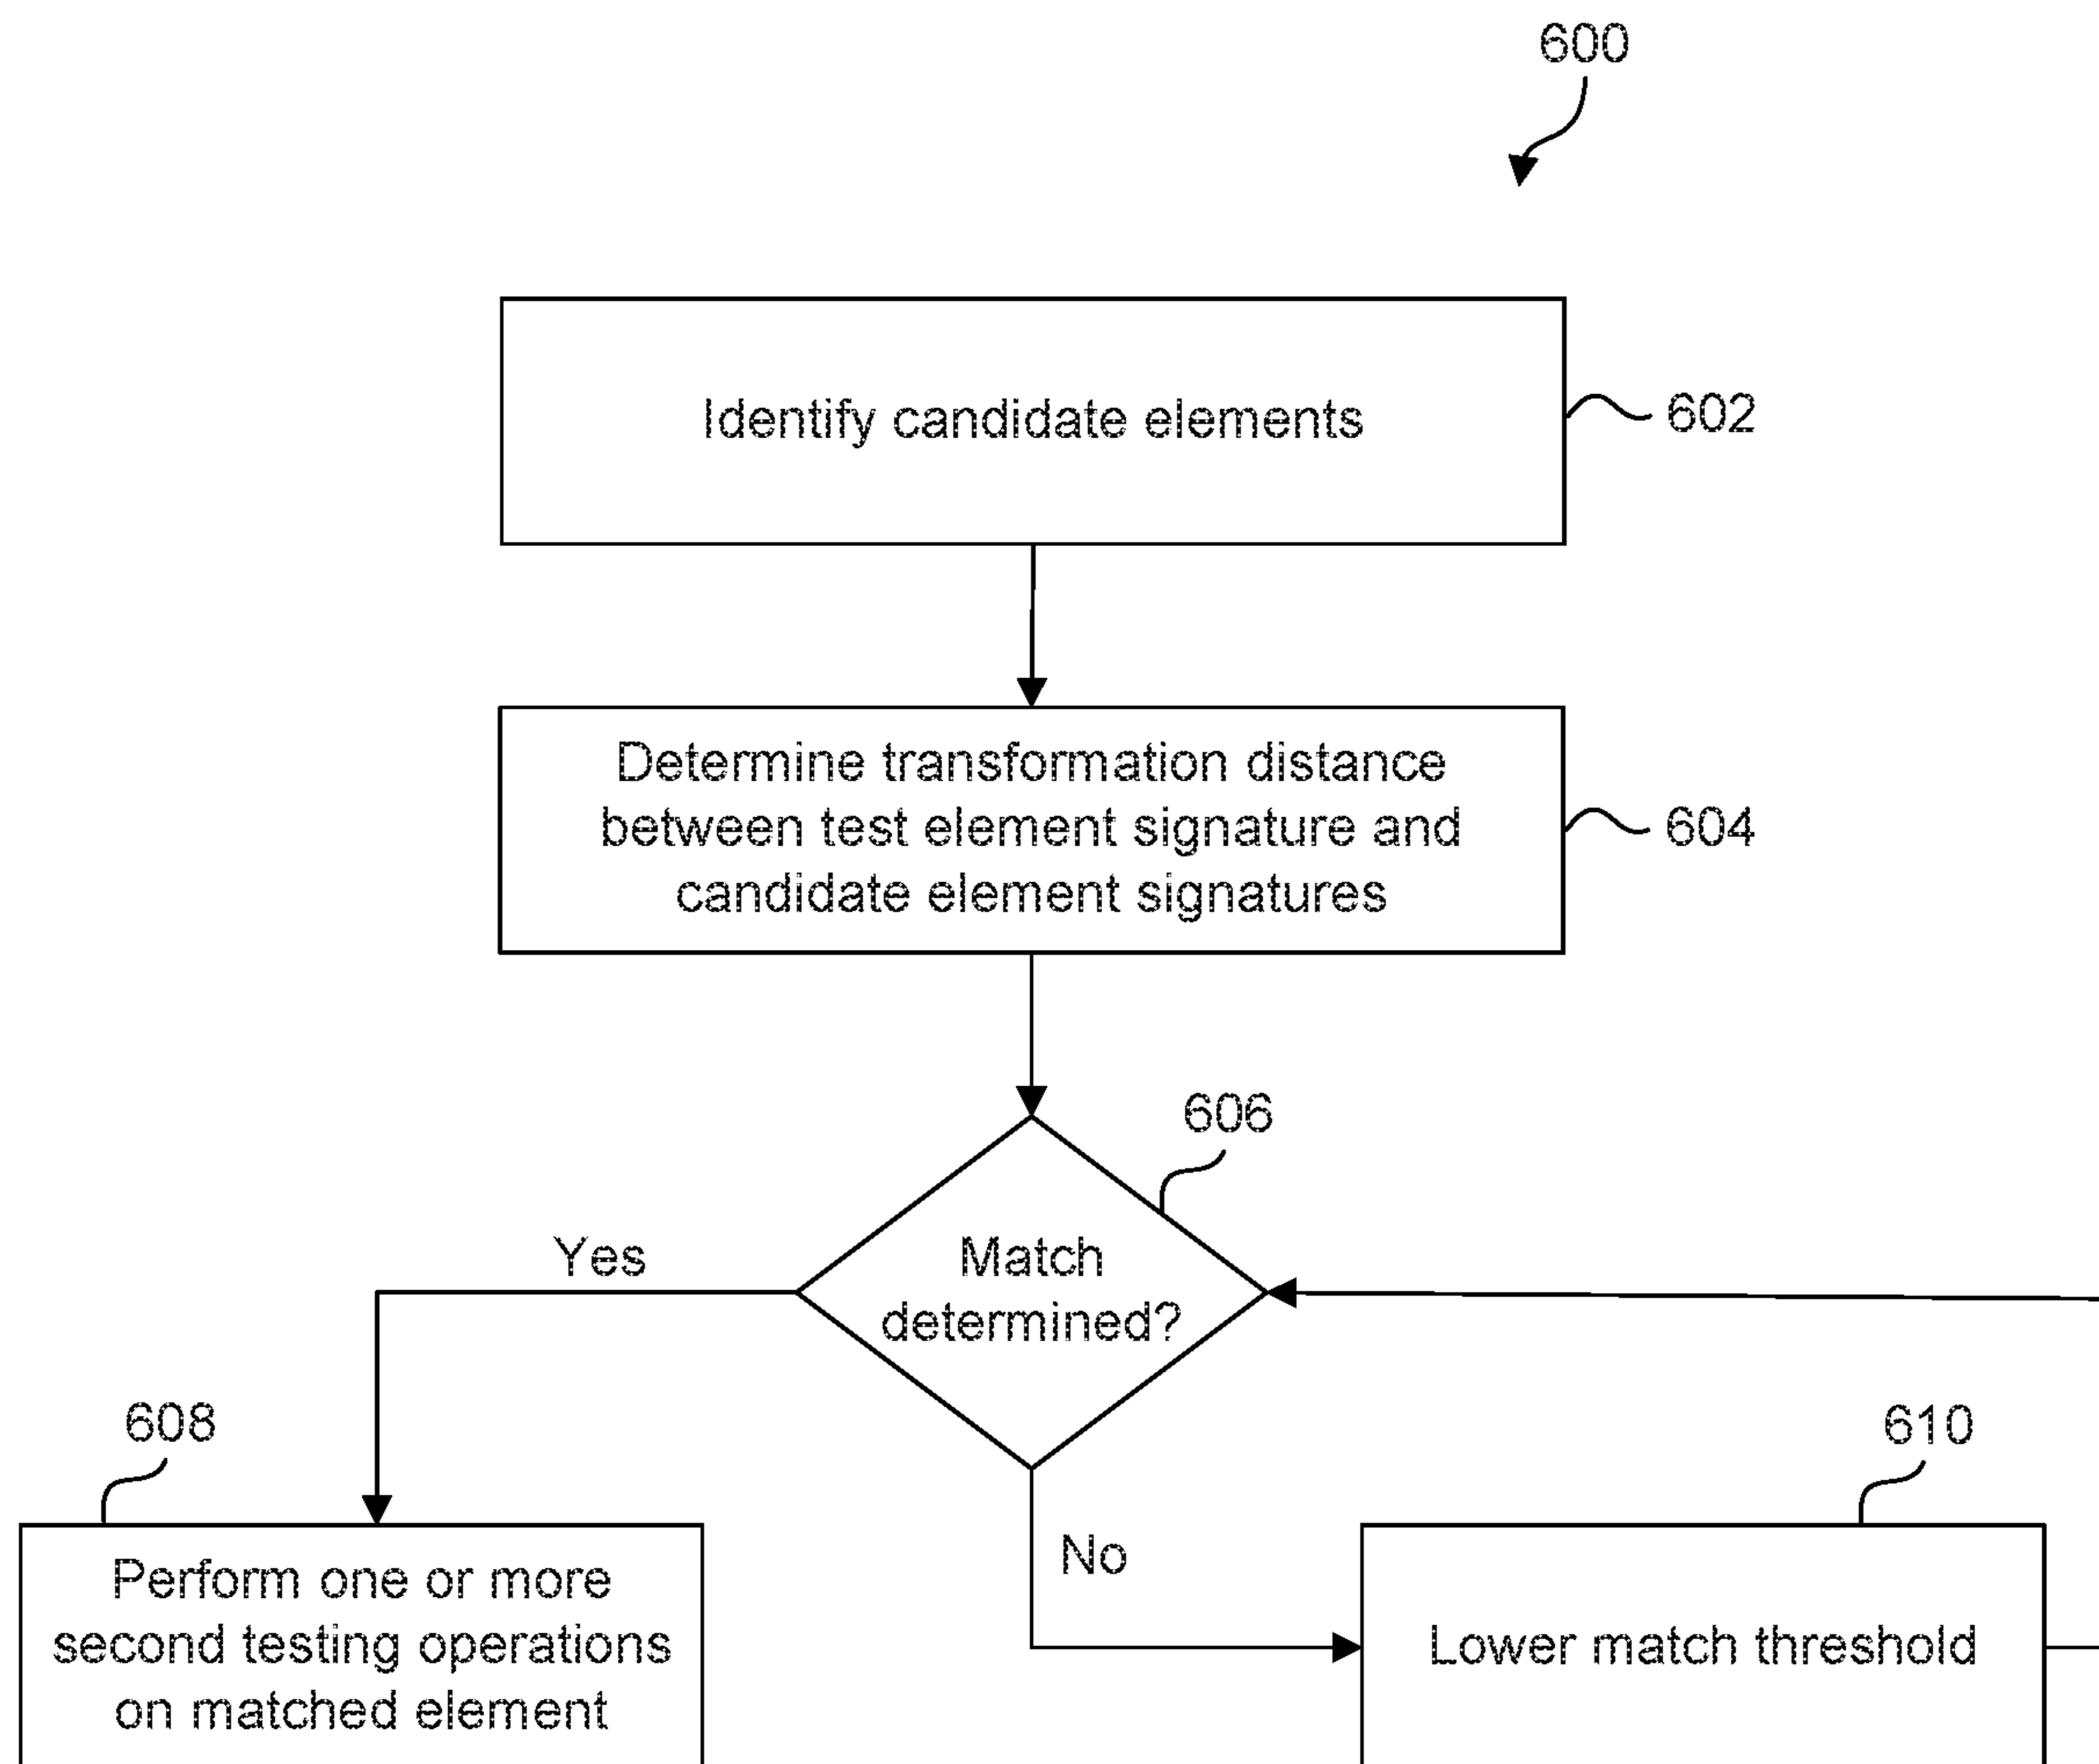 600
Identify candidate elements
602
Determine transformation distance
between test element signature and
candidate element signatures
604
606
Match
determined?
Yes
No
608
Perform one or more
second testing operations
on matched element
610
Lower match threshold